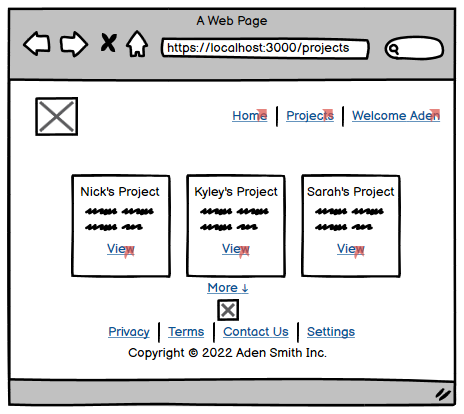 A Web Page
https://localhost:3000/projects
Home Projects Welcome Aden
Nick's Project Kyley's Project Sarah's Project
View View View
More ↓
Privacy Terms Contact Us Settings
Copyright © 2022 Aden Smith Inc.